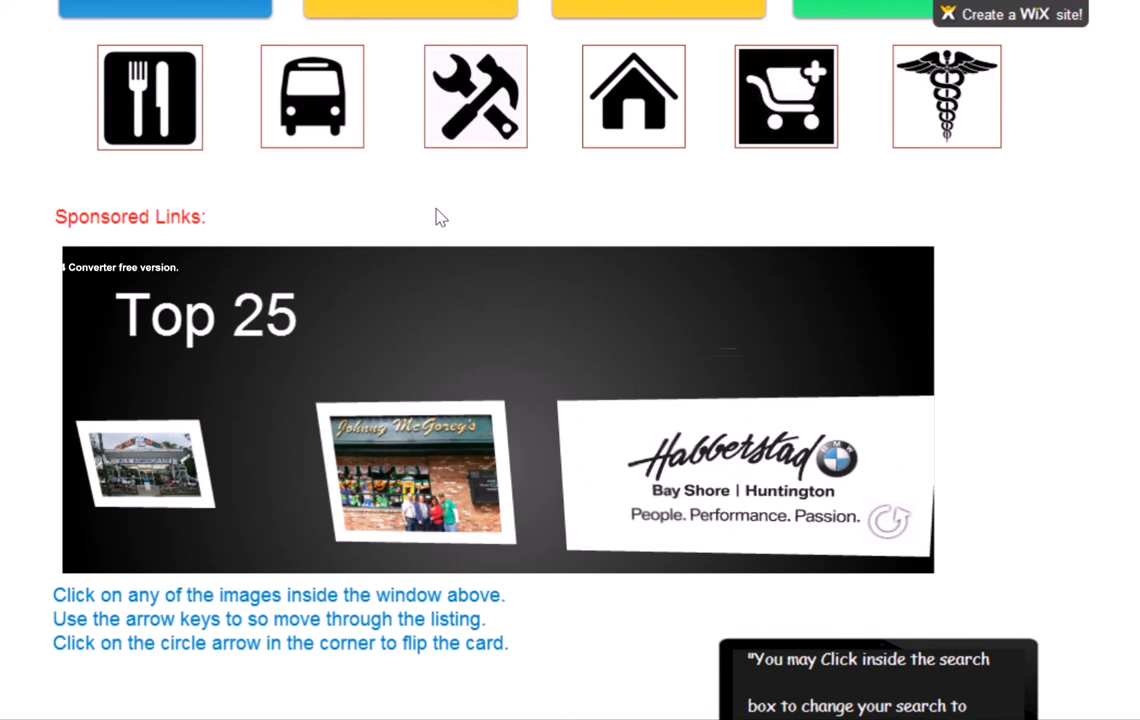 Create a WiX site!
Sponsored Links:
Converter free version.
Top 25
Johnny McGorey's
Habberstad
BMW
Bay Shore | Huntington
People. Performance. Passion.
Click on any of the images inside the window above.
Use the arrow keys to so move through the listing.
Click on the circle arrow in the corner to flip the card.
"You may Click inside the search
box to change your search to